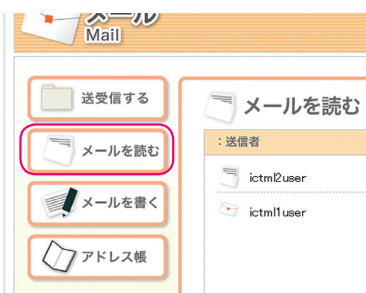 メール
Mail
送受信する
メールを読む
メールを書く
アドレス帳
メールを読む
：送信者
ictml2user
ictml1user